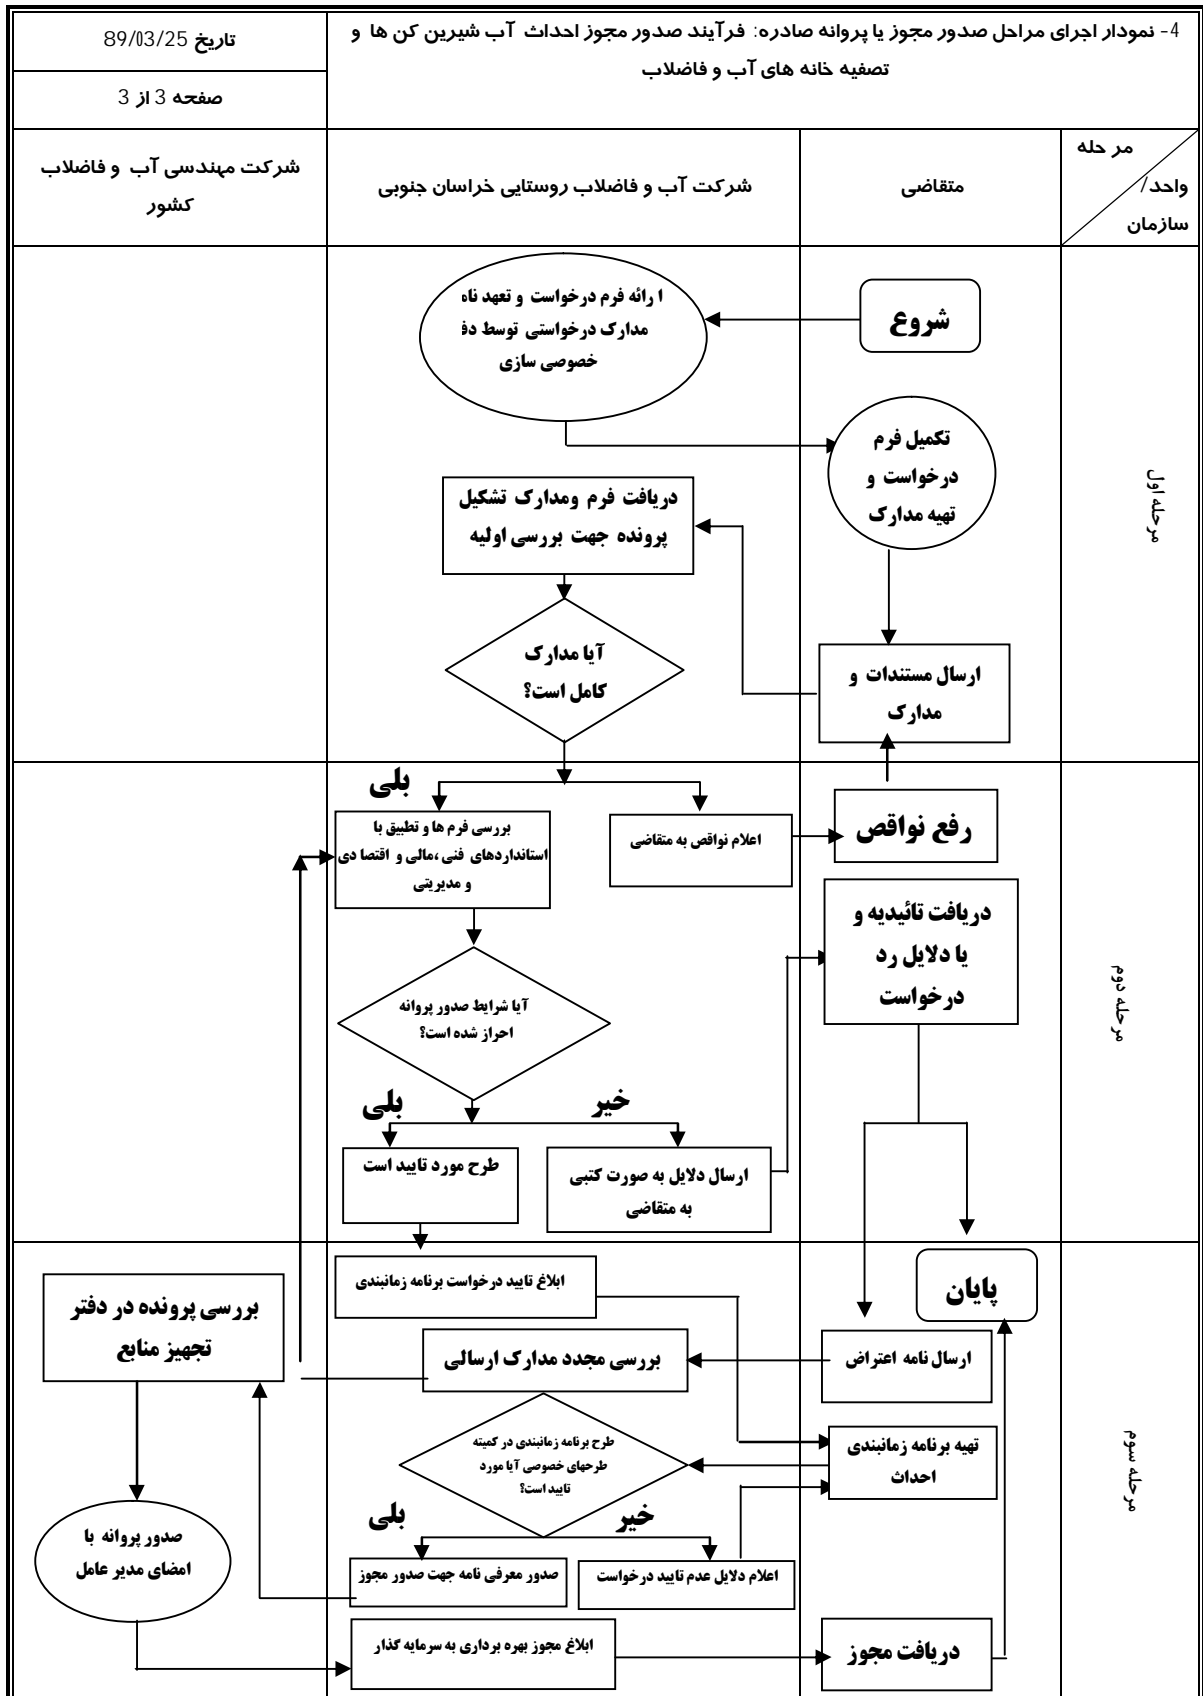 4- نمودار اجرای مراحل صدور مجوز یا پروانه صادره: فرآیند صدور مجوز احداث آب شیرین کن ها و
تصفیه خانه های آب و فاضلاب
تاریخ 89/03/25
صفحه 3 از 3
مر حله
واحد/
سازمان
متقاضی
شرکت آب و فاضلاب روستایی خراسان جنوبی
شرکت مهندسی آب و فاضلاب
کشور
مرحله اول
شروع
ا رائه فرم درخواست و تعهد نام
مدارک درخواستی توسط دف
خصوصی سازی
تکمیل فرم
درخواست و
تهیه مدارک
دریافت فرم ومدارک تشکیل
پرونده جهت بررسی اولیه
آیا مدارک
کامل است؟
ارسال مستندات و
مدارک
مرحله دوم
بلی
رفع نواقص
اعلام نواقص به متقاضی
بررسی فرم ها و تطبیق با
استانداردهای فنی ،مالی و اقتصا دی
و مدیریتی
دریافت تائیدیه و
یا دلایل رد
درخواست
آیا شرایط صدور پروانه
احراز شده است؟
خیر
بلی
ارسال دلایل به صورت کتبی
به متقاضی
طرح مورد تایید است
مرحله سوم
پایان
ابلاغ تایید درخواست برنامه زمانبندی
بررسی پرونده در دفتر
تجهیز منابع
ارسال نامه اعتراض
بررسی مجدد مدارک ارسالی
تهیه برنامه زمانبندی
احداث
طرح برنامه زمانبندی در کمیته
طرحهای خصوصی آیا مورد
تایید است؟
خیر
بلی
صدور پروانه با
امضای مدیر عامل
اعلام دلایل عدم تایید درخواست
صدور معرفی نامه جهت صدور مجوز
دریافت مجوز
ابلاغ مجوز بهره برداری به سرمایه گذار